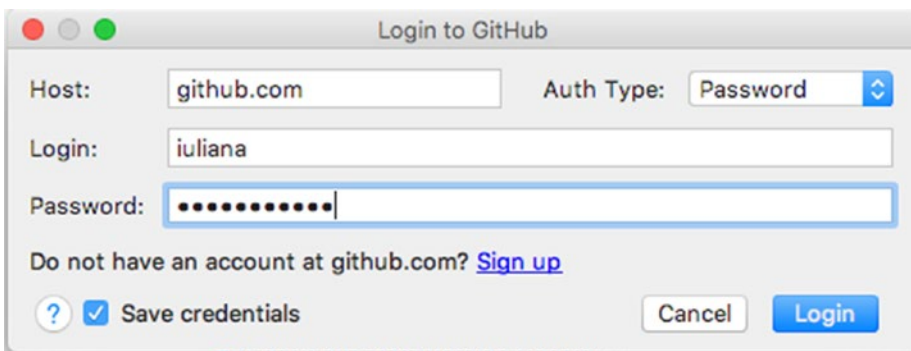 Login to GitHub
Host: github.com Auth Type: Password
Login: iuliana
Password: •••••••••••
Do not have an account at github.com? Sign up
? Save credentials Cancel Login